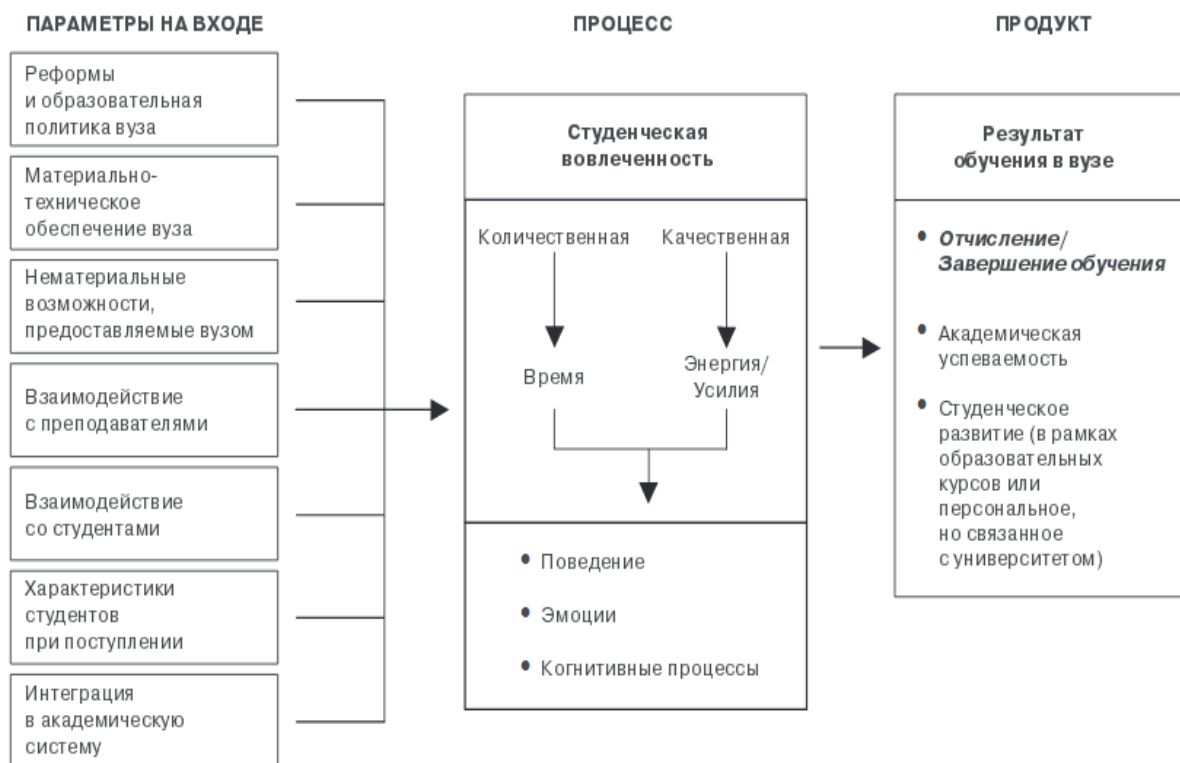 ПАРАМЕТРЫ НА ВХОДЕ
Реформы
и образовательная
политика вуза
Материально-
техническое
обеспечение вуза
Нематериальные
возможности,
предоставляемые вузом
Взаимодействие
с преподавателями
Взаимодействие
со студентами
Характеристики
студентов
при поступлении
Интеграция
в академическую
систему
ПРОЦЕСС
Студенческая
вовлеченность
Количественная
Качественная
Время
Энергия/
Усилия
• Поведение
• Эмоции
• Когнитивные процессы
ПРОДУКТ
Результат
обучения в вузе
• Отчисление/
Завершение обучения
• Академическая
успеваемость
• Студенческое
развитие (в рамках
образовательных
курсов или
персональное,
но связанное
с университетом)